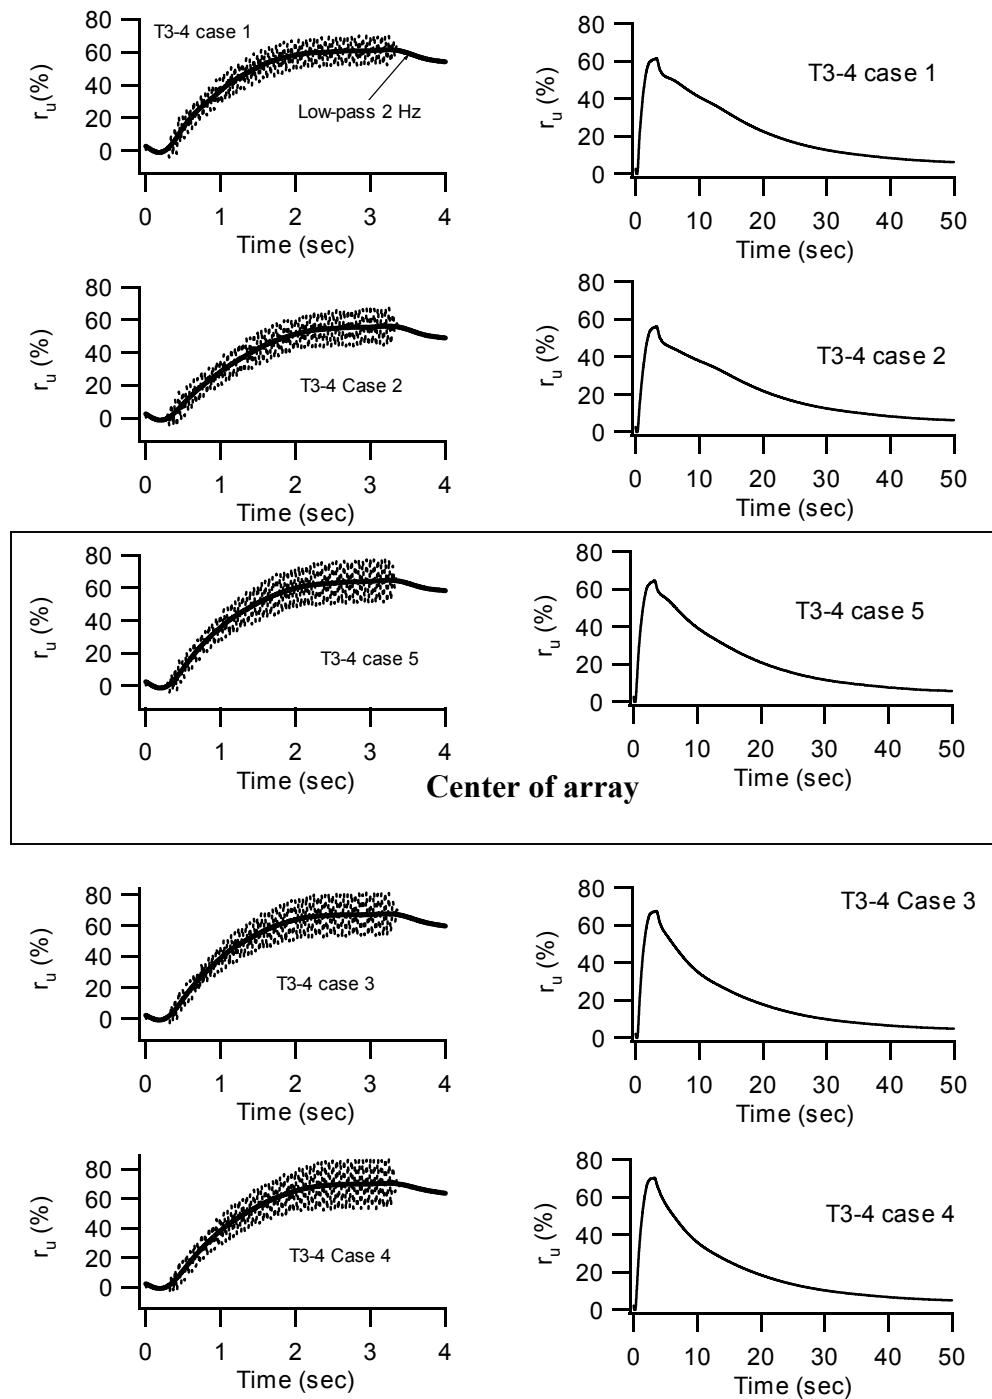 80
60
40
20
0
r_u(%)
T3-4 case 1
Low-pass 2 Hz
0 1 2 3 4
Time (sec)
80
60
40
20
0
r_u (%)
T3-4 case 1
0 10 20 30 40 50
Time (sec)
80
60
40
20
0
r_u (%)
T3-4 Case 2
0 1 2 3 4
Time (sec)
80
60
40
20
0
r_u (%)
T3-4 case 2
0 10 20 30 40 50
Time (sec)
80
60
40
20
0
r_u (%)
T3-4 case 5
0 1 2 3 4
Time (sec)
80
60
40
20
0
r_u (%)
T3-4 case 5
0 10 20 30 40 50
Time (sec)
Center of array
80
60
40
20
0
r_u (%)
T3-4 case 3
0 1 2 3 4
Time (sec)
80
60
40
20
0
r_u (%)
T3-4 Case 3
0 10 20 30 40 50
Time (sec)
80
60
40
20
0
r_u (%)
T3-4 Case 4
0 1 2 3 4
Time (sec)
80
60
40
20
0
r_u (%)
T3-4 case 4
0 10 20 30 40 50
Time (sec)